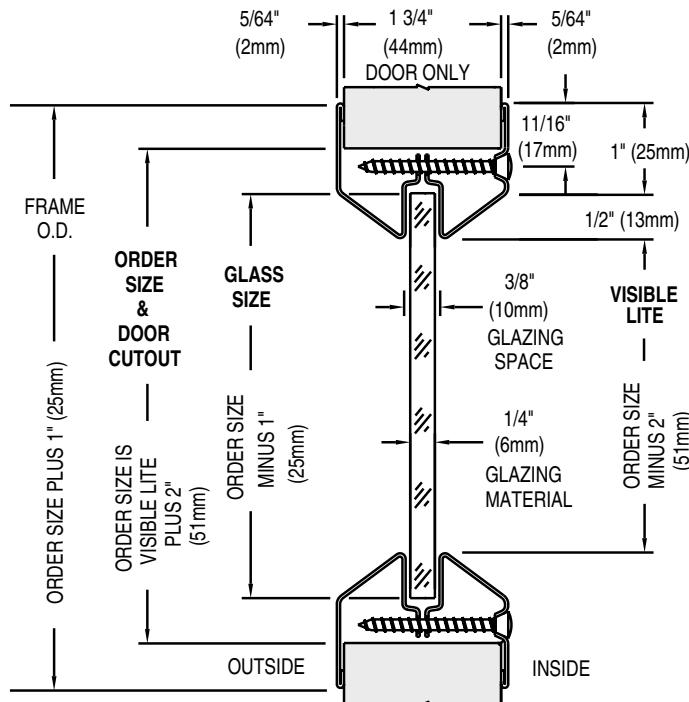 5/64"
(2mm)
1 3/4"
(44mm)
DOOR ONLY
5/64"
(2mm)
11/16"
(17mm)
1" (25mm)
1/2" (13mm)
FRAME
O.D.
ORDER SIZE PLUS 1" (25mm)
ORDER
SIZE
&
DOOR
CUTOUT
ORDER SIZE IS
VISIBLE LITE
PLUS 2"
(51mm)
GLASS
SIZE
ORDER SIZE
MINUS 1"
(25mm)
3/8"
(10mm)
GLAZING
SPACE
1/4"
(6mm)
GLAZING
MATERIAL
VISIBLE
LITE
ORDER SIZE
MINUS 2"
(51mm)
OUTSIDE
INSIDE